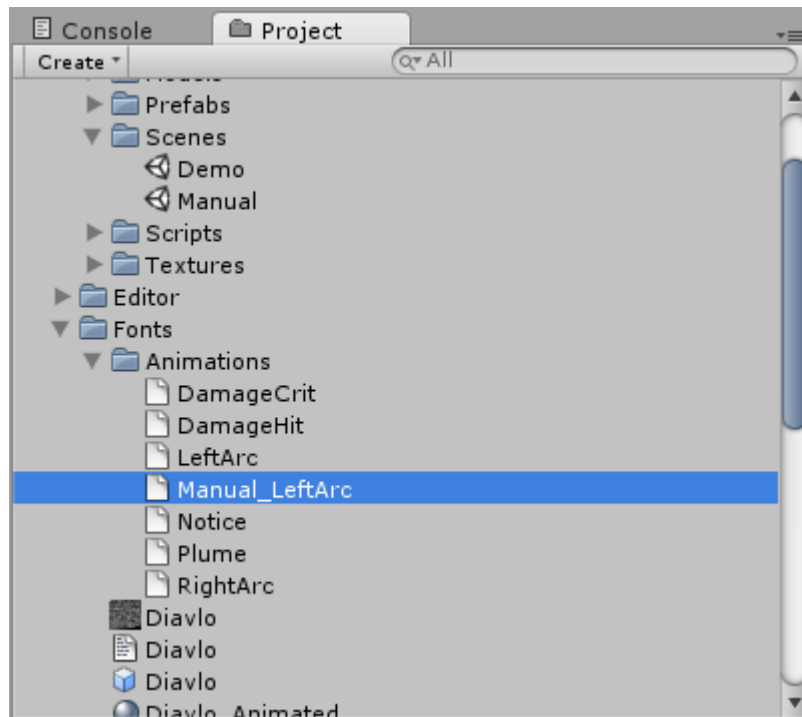 Console Project
Create All
Models
Prefabs
Scenes
Demo
Manual
Scripts
Textures
Editor
Fonts
Animations
DamageCrit
DamageHit
LeftArc
Manual_LeftArc
Notice
Plume
RightArc
Diavlo
Diavlo
Diavlo
Diavlo_Animated